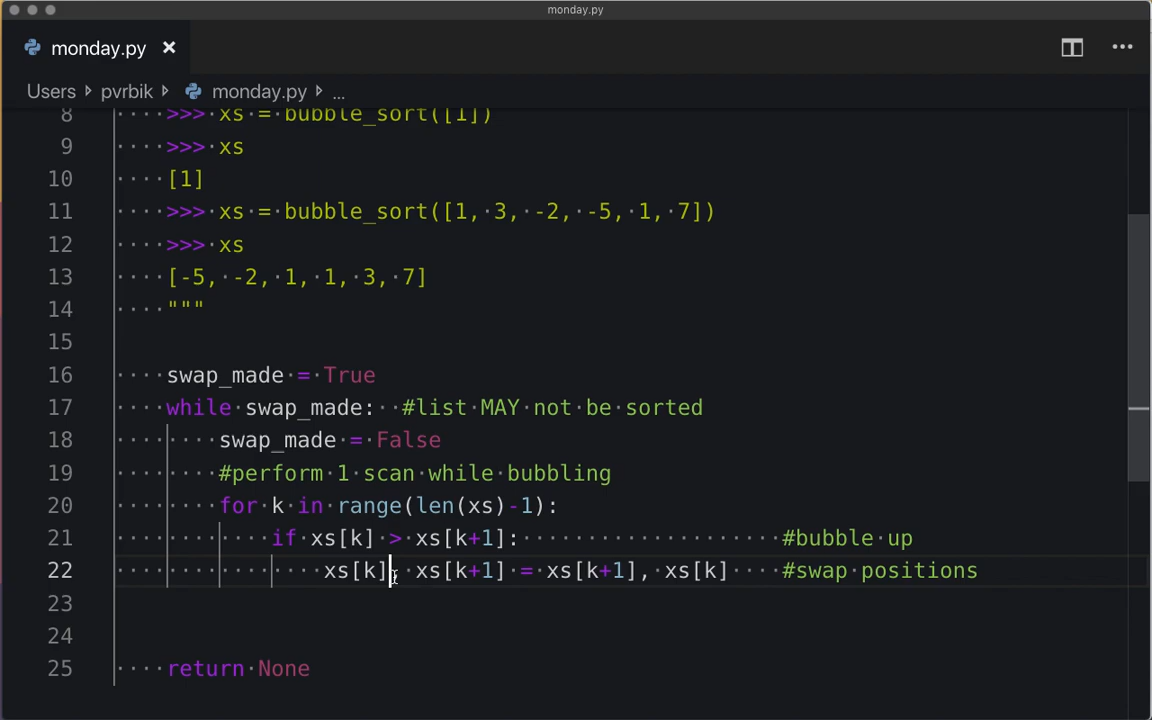 monday.py
monday.py
Users pvrbik monday.py ...
8 >>> xs = bubble_sort([1])
9 >>> xs
10 [1]
11 >>> xs = bubble_sort([1, 3, -2, -5, 1, 7])
12 >>> xs
13 [-5, -2, 1, 1, 3, 7]
14 """
15
16 swap_made = True
17 while swap_made: #list MAY not be sorted
18 swap_made = False
19 #perform 1 scan while bubbling
20 for k in range(len(xs)-1):
21 if xs[k] > xs[k+1]: #bubble up
22 xs[k], xs[k+1] = xs[k+1], xs[k] #swap positions
23
24
25 return None